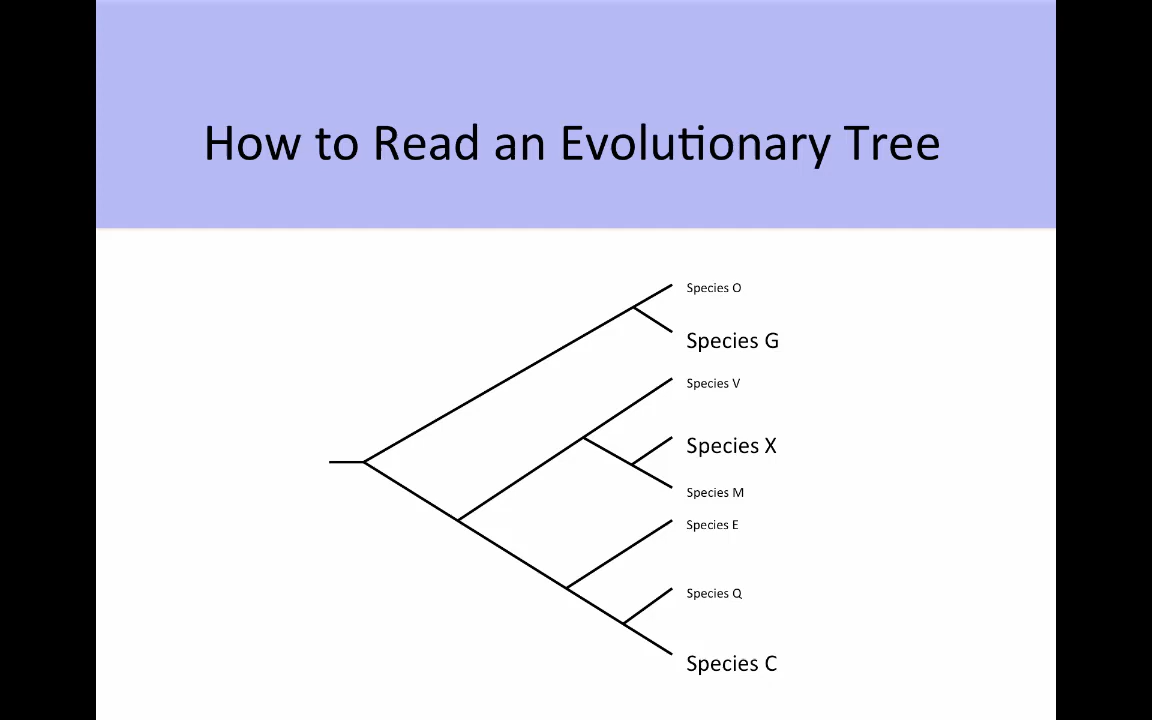 How to Read an Evolutionary Tree
Species O
Species G
Species V
Species X
Species M
Species E
Species Q
Species C